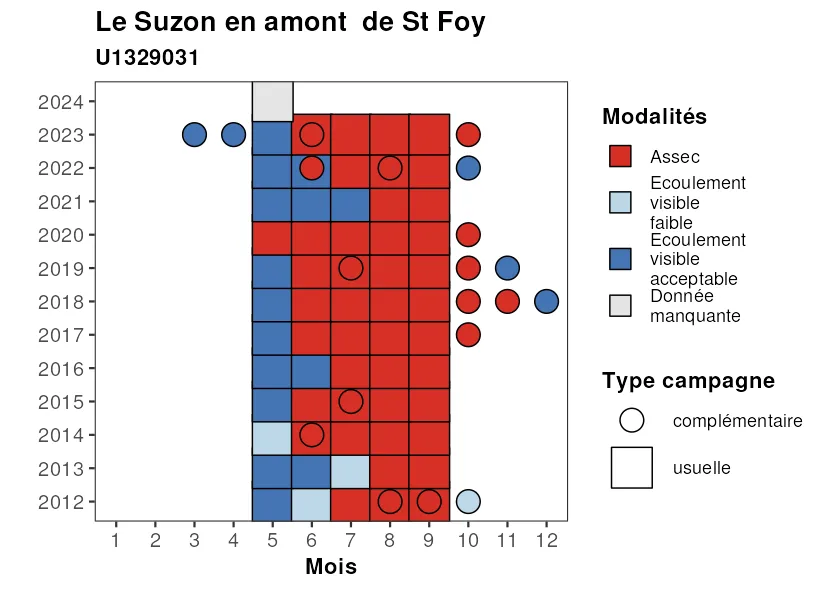 Le Suzon en amont  de St Foy
U1329031
2024
2023
2022
2021
2020
2019
2018
2017
2016
2015
2014
2013
2012
1 2 3 4 5 6 7 8 9 10 11 12
Mois
Modalités
Assec
Ecoulement
visible
faible
Ecoulement
visible
acceptable
Donnée
manquante
Type campagne
complémentaire
usuelle